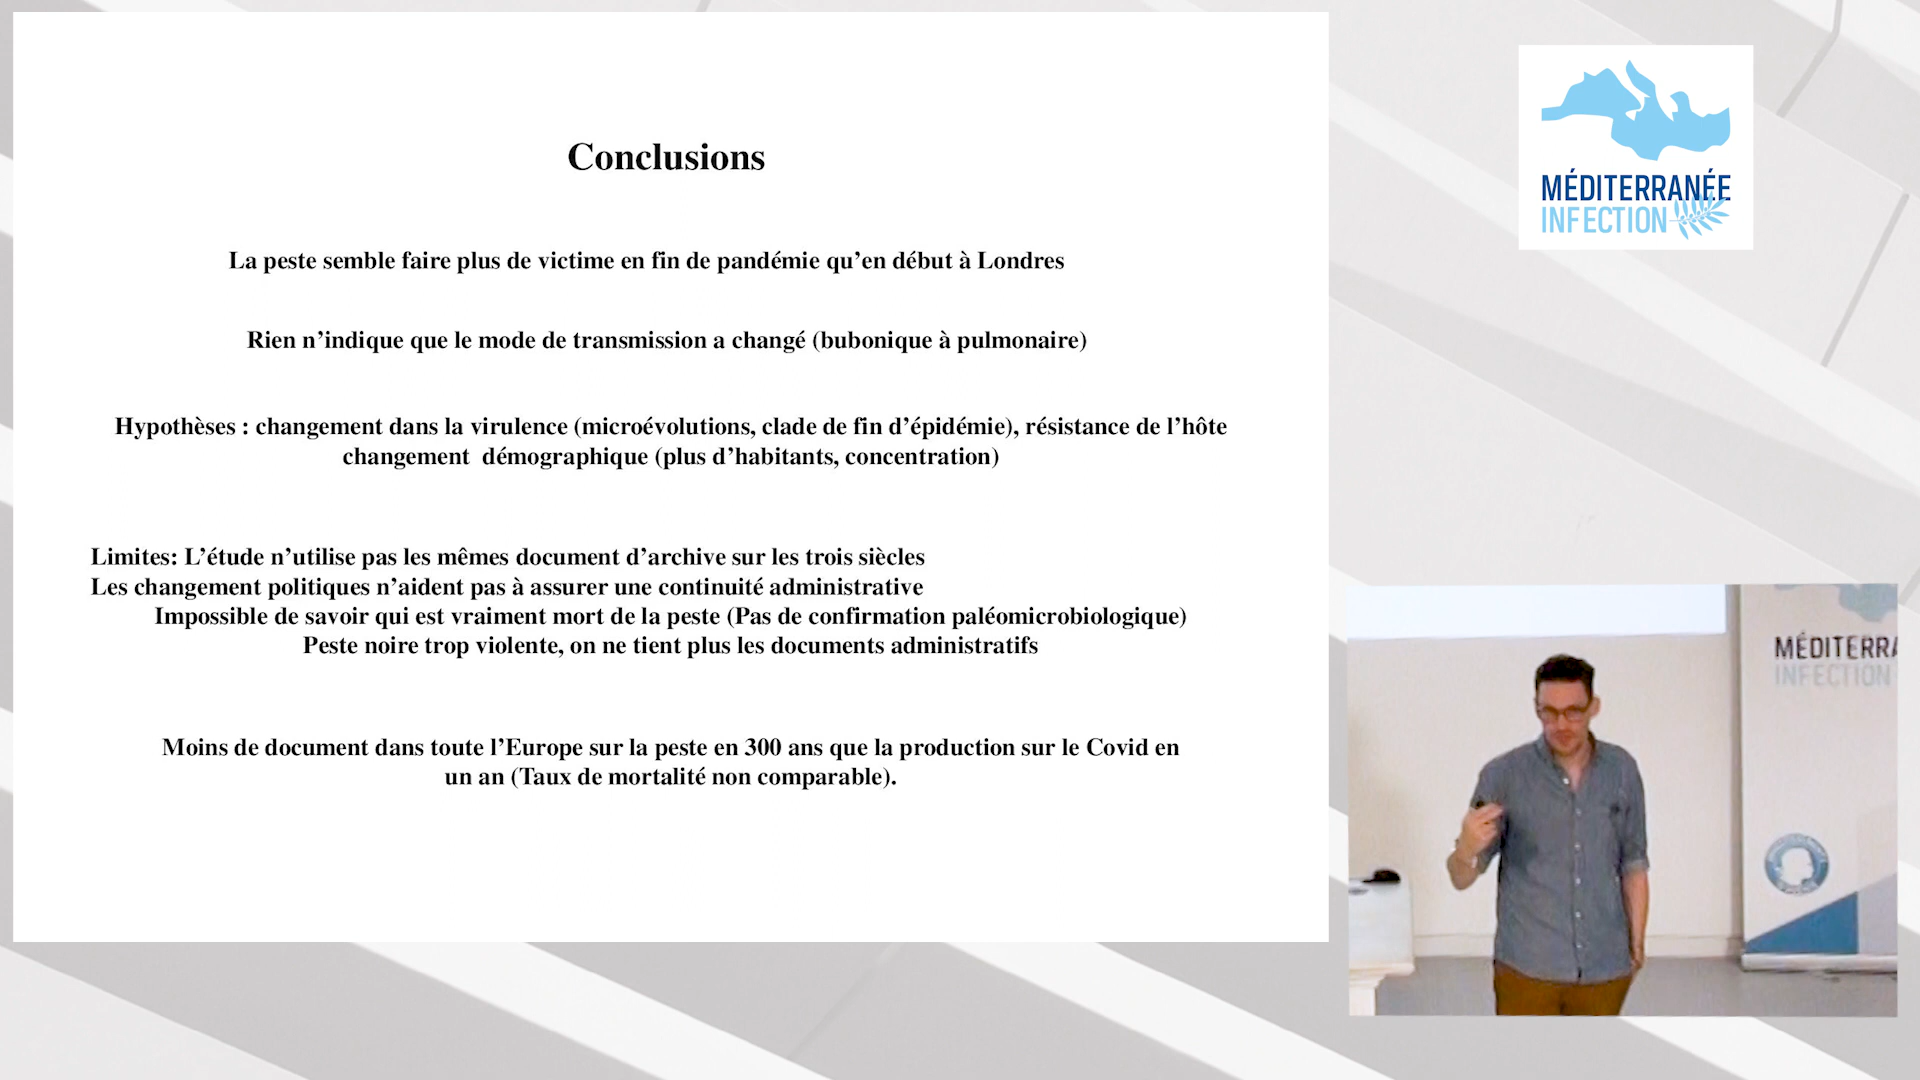 Conclusions
La peste semble faire plus de victime en fin de pandémie qu’en début à Londres
Rien n’indique que le mode de transmission a changé (bubonique à pulmonaire)
Hypothèses : changement dans la virulence (microévolutions, clade de fin d’épidémie), résistance de l’hôte
changement démographique (plus d’habitants, concentration)
Limites: L’étude n’utilise pas les mêmes document d’archive sur les trois siècles
Les changement politiques n’aident pas à assurer une continuité administrative
Impossible de savoir qui est vraiment mort de la peste (Pas de confirmation paléomicrobiologique)
Peste noire trop violente, on ne tient plus les documents administratifs
Moins de document dans toute l’Europe sur la peste en 300 ans que la production sur le Covid en
un an (Taux de mortalité non comparable).
MÉDITERRANÉE
INFECTION
MÉDITERRA
INFECTION